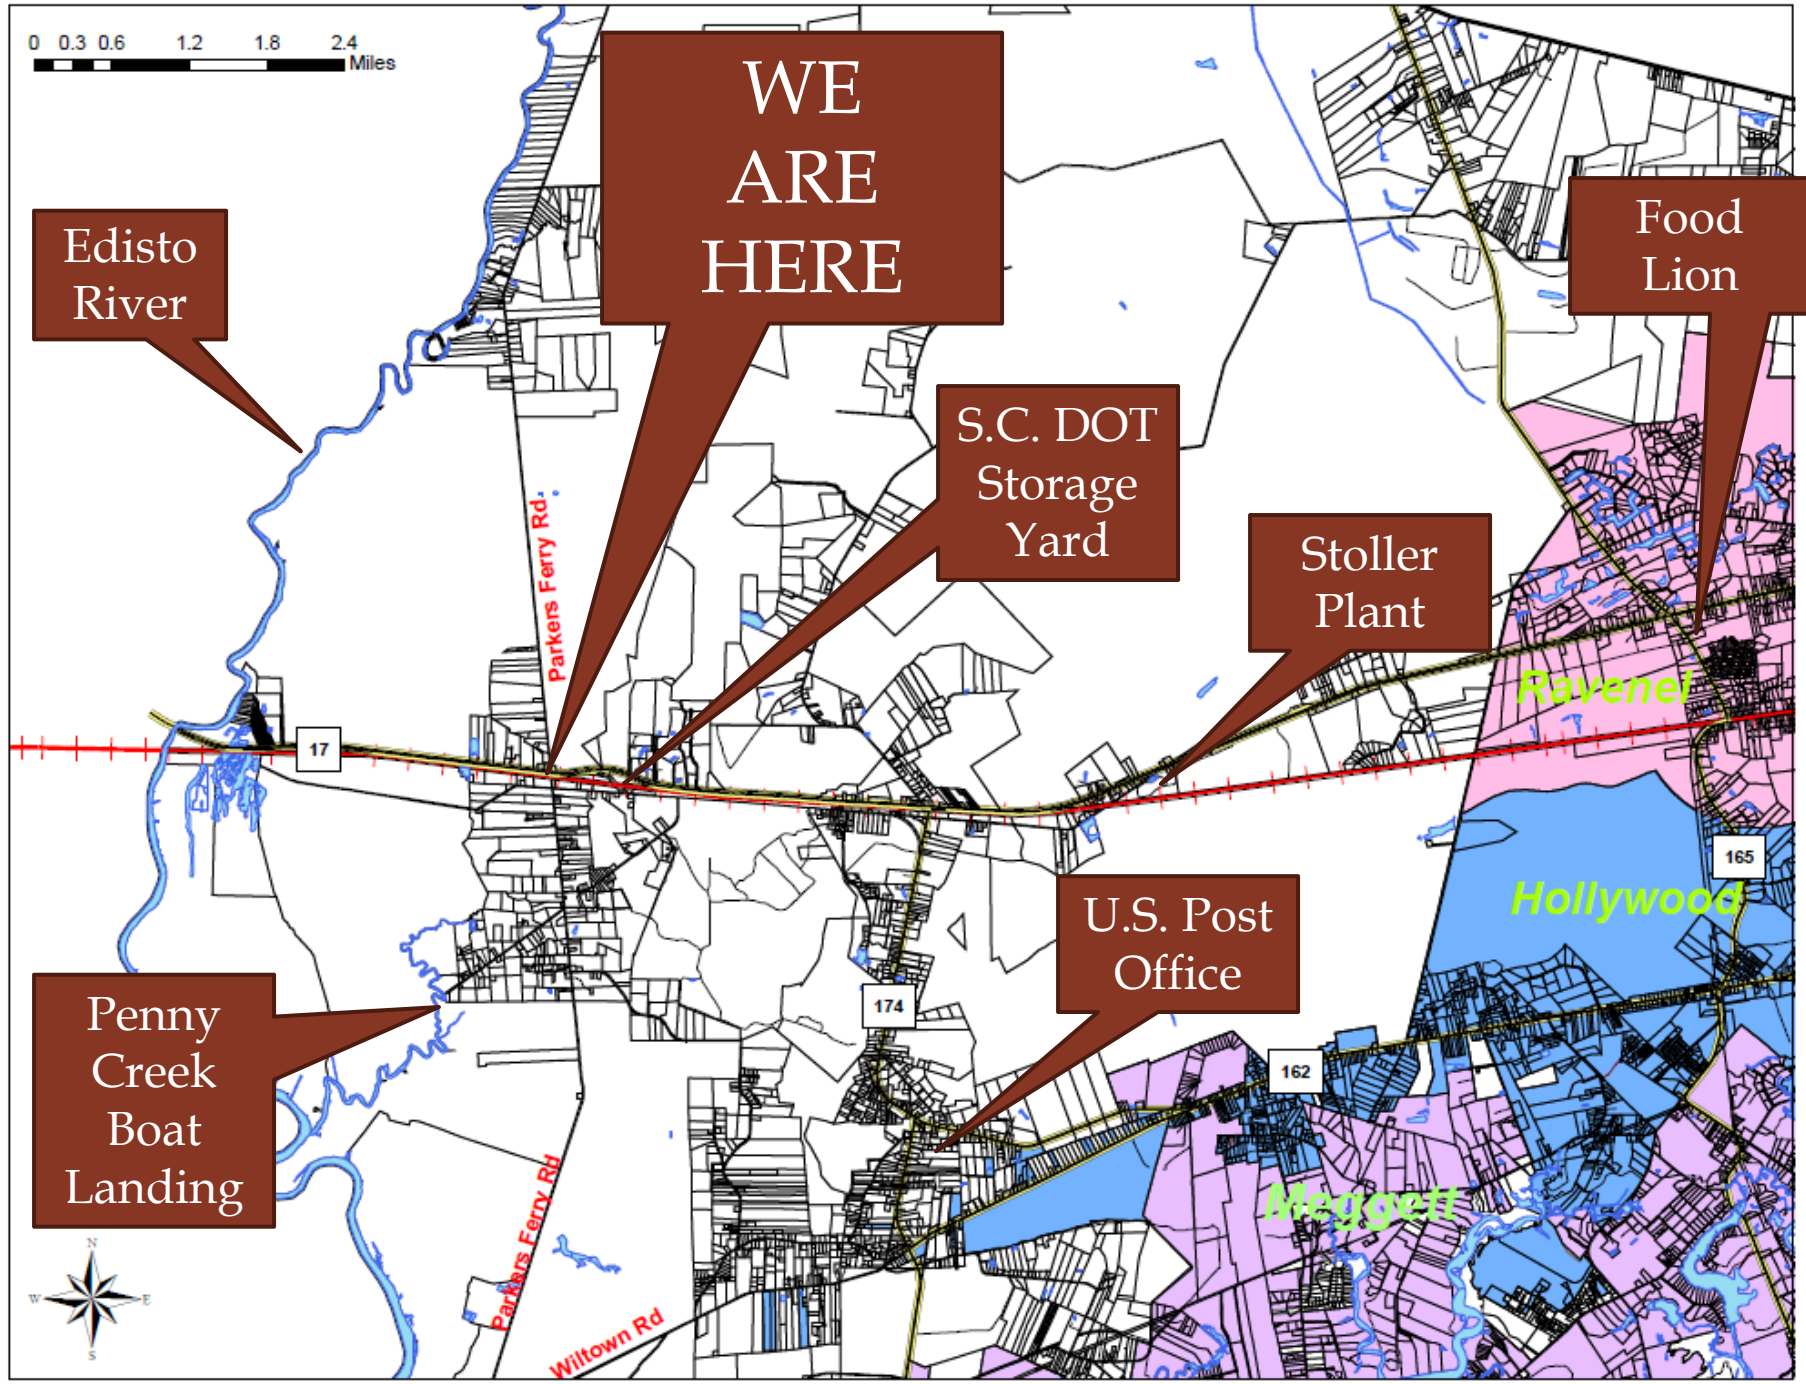 0 0.3 0.6 1.2 1.8 2.4
Miles
WE
ARE
HERE
Edisto
River
Food
Lion
S.C. DOT
Storage
Yard
Stoller
Plant
Parkers Ferry Rd
Ravenel
17
165
Hollywood
U.S. Post
Office
174
Penny
Creek
Boat
Landing
162
Meggett
Parkers Ferry Rd
Wiltown Rd
N
W E
S